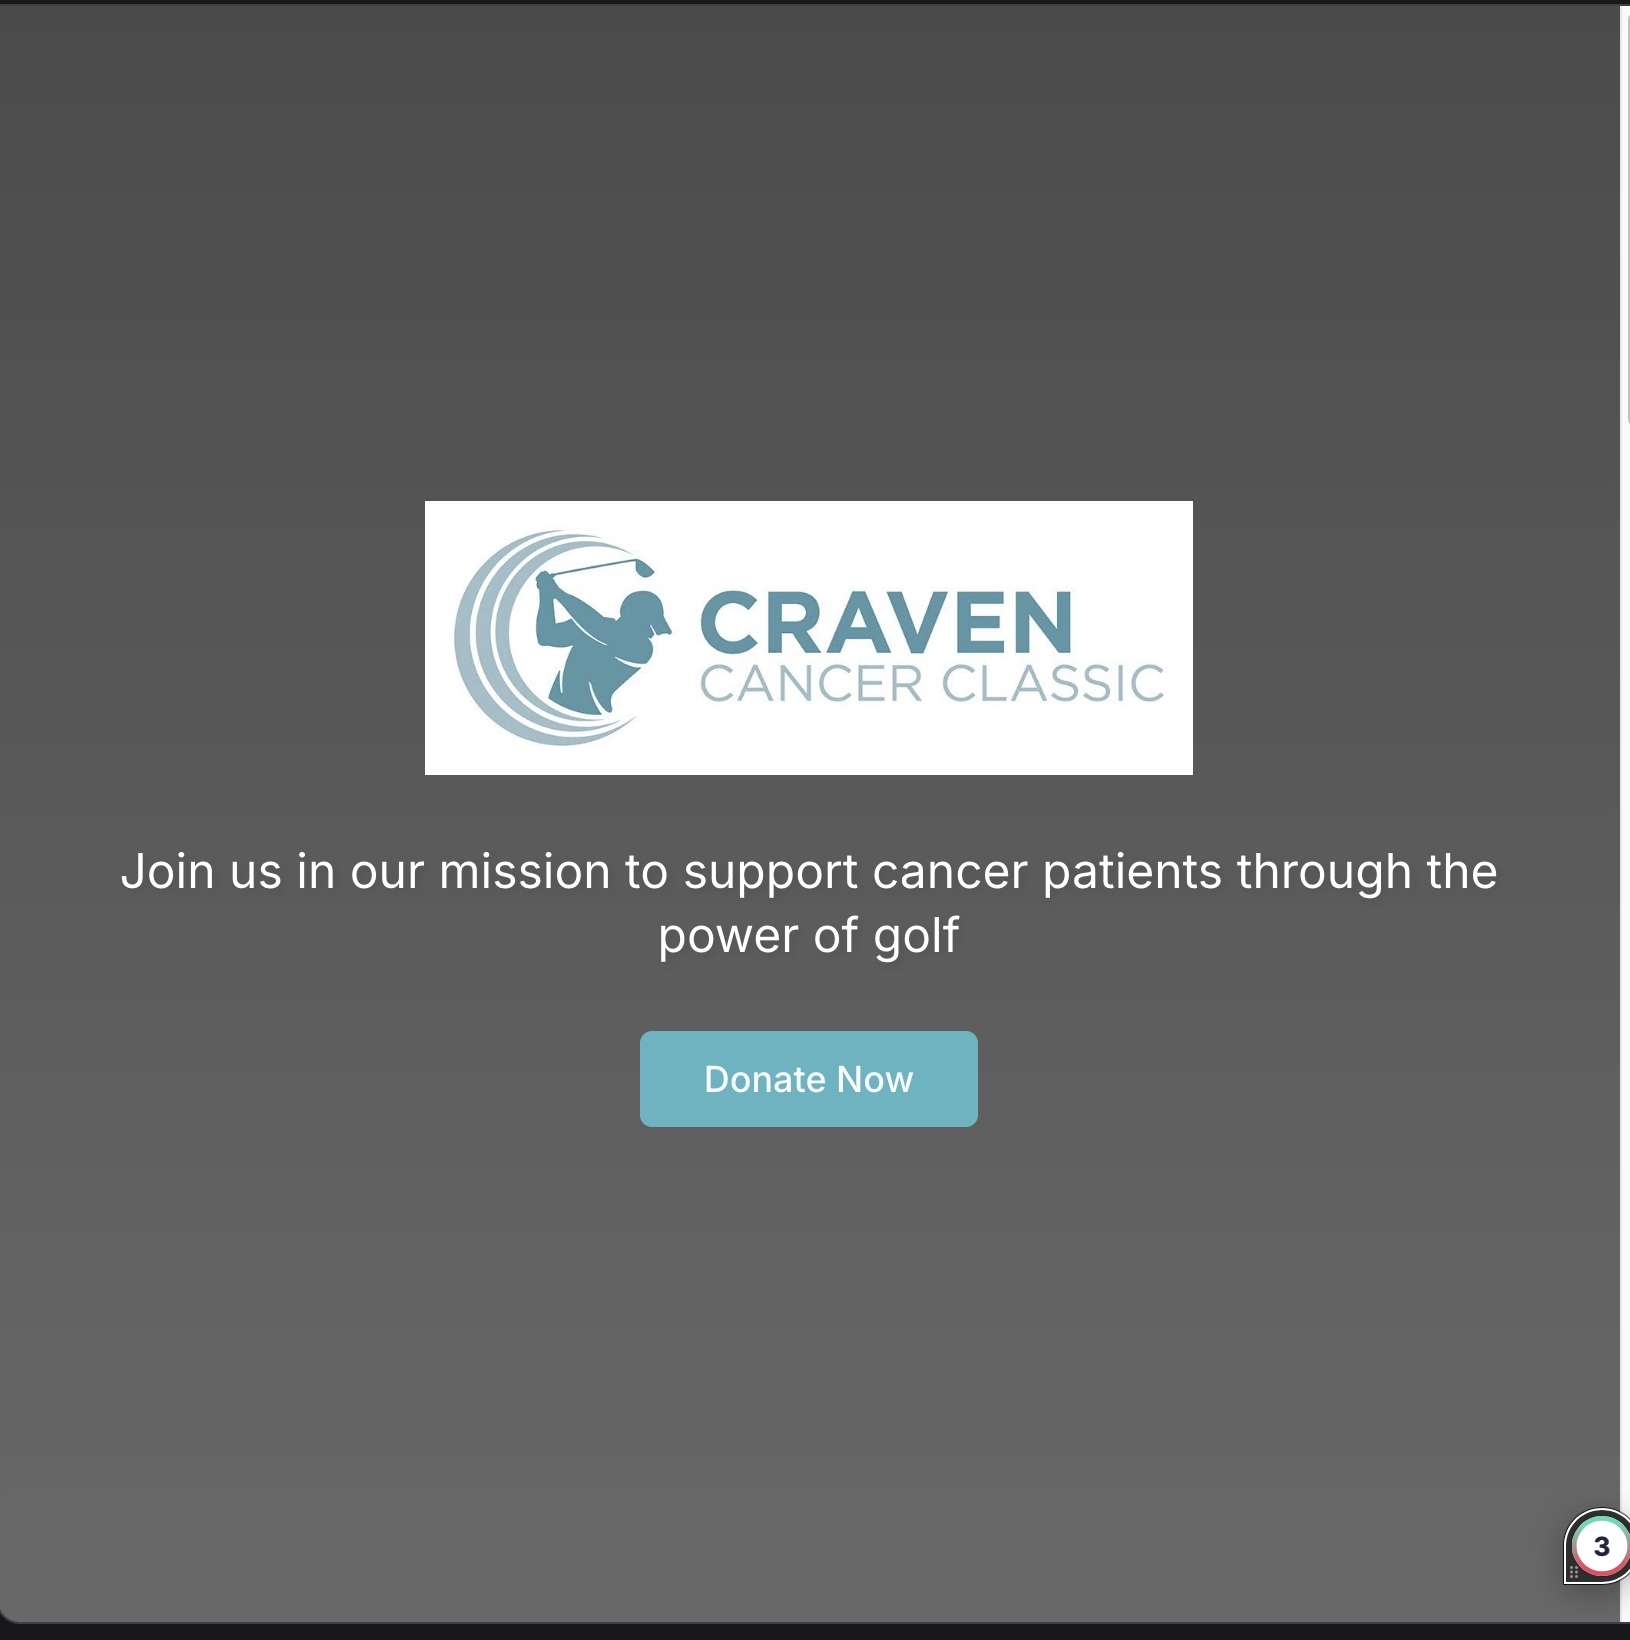 CRAVEN
CANCER CLASSIC
Join us in our mission to support cancer patients through the
power of golf
Donate Now
3